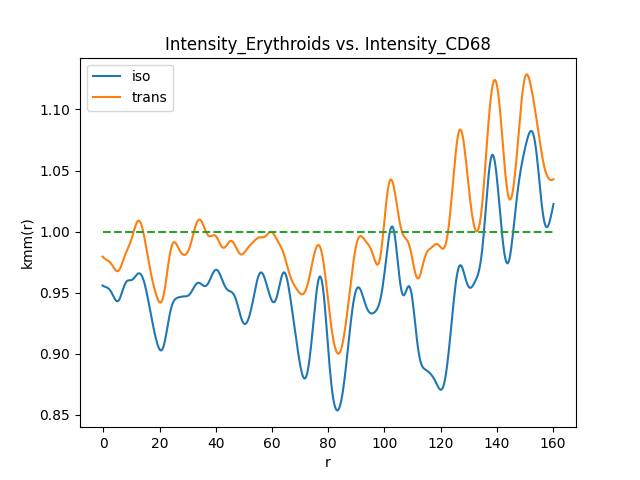 Intensity_Erythroids vs. Intensity_CD68
iso
trans
1.10
1.05
1.00
0.95
0.90
0.85
kmm(r)
0 20 40 60 80 100 120 140 160
r